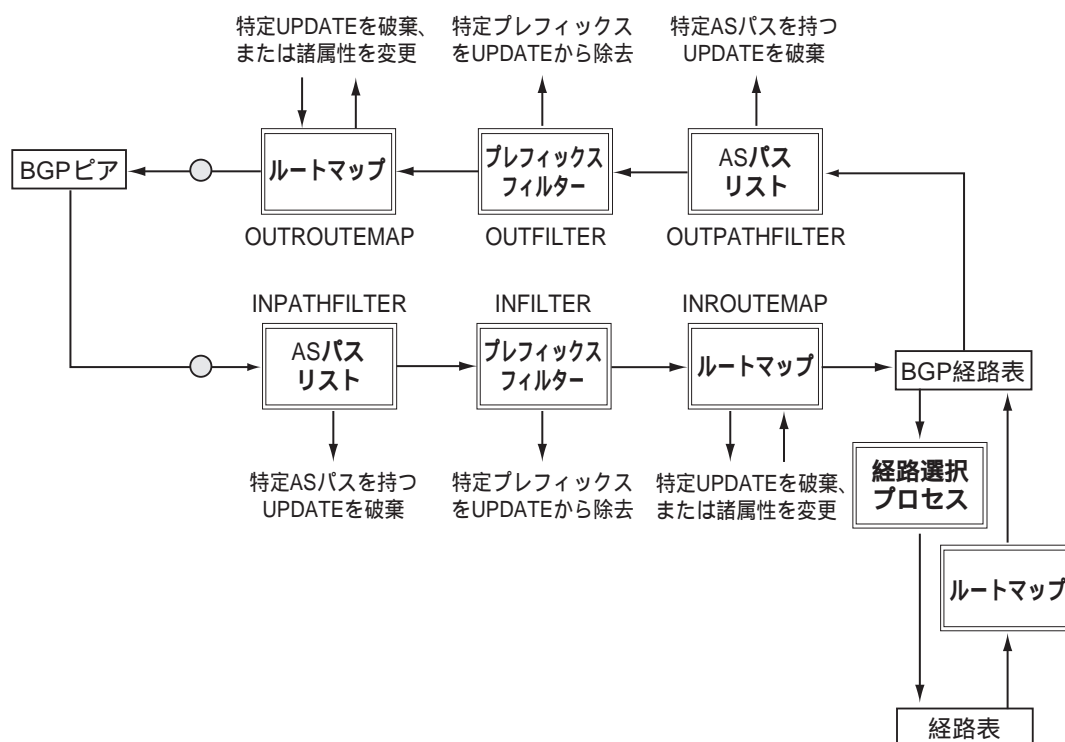 特定UPDATEを破棄、
または諸属性を変更
特定プレフィックス
をUPDATEから除去
特定ASパスを持つ
UPDATEを破棄
BGPピア
ルートマップ
プレフィックス
フィルター
ASパス
リスト
OUTROUTEMAP
OUTFILTER
OUTPATHFILTER
INPATHFILTER
INFILTER
INROUTEMAP
ASパス
リスト
プレフィックス
フィルター
ルートマップ
BGP経路表
特定ASパスを持つ
UPDATEを破棄
特定プレフィックス
をUPDATEから除去
特定UPDATEを破棄、
または諸属性を変更
経路選択
プロセス
ルートマップ
経路表